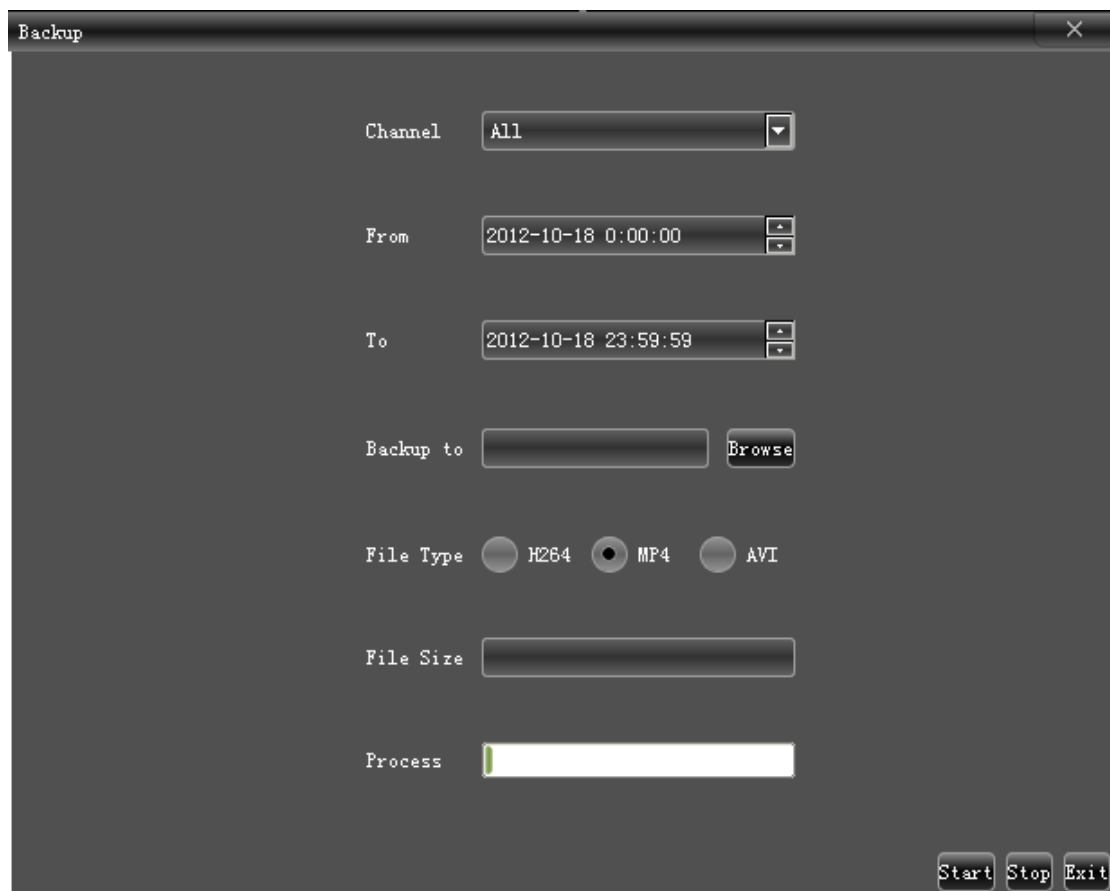 Backup
Channel All
From 2012-10-18 0:00:00
To 2012-10-18 23:59:59
Backup to Browse
File Type H264 MP4 AVI
File Size
Process
Start Stop Exit